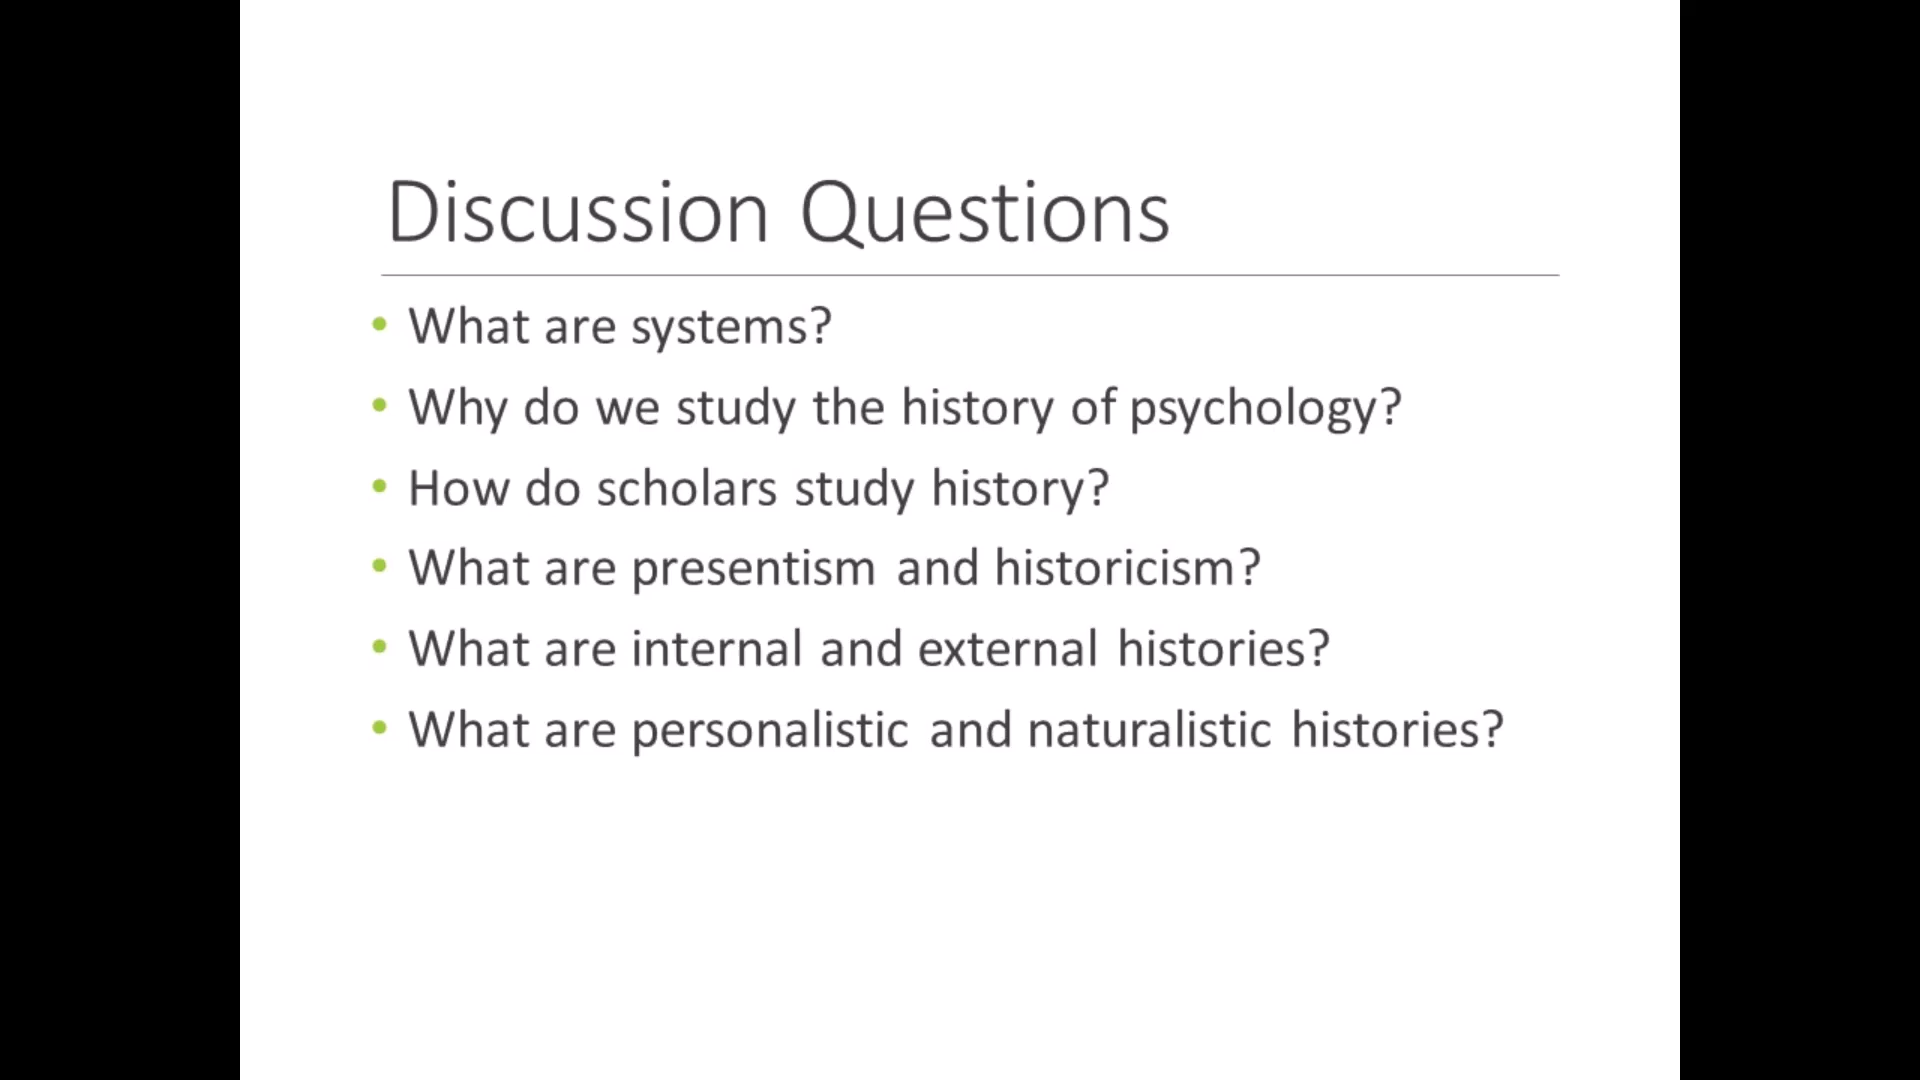 Discussion Questions
• What are systems?
• Why do we study the history of psychology?
• How do scholars study history?
• What are presentism and historicism?
• What are internal and external histories?
• What are personalistic and naturalistic histories?